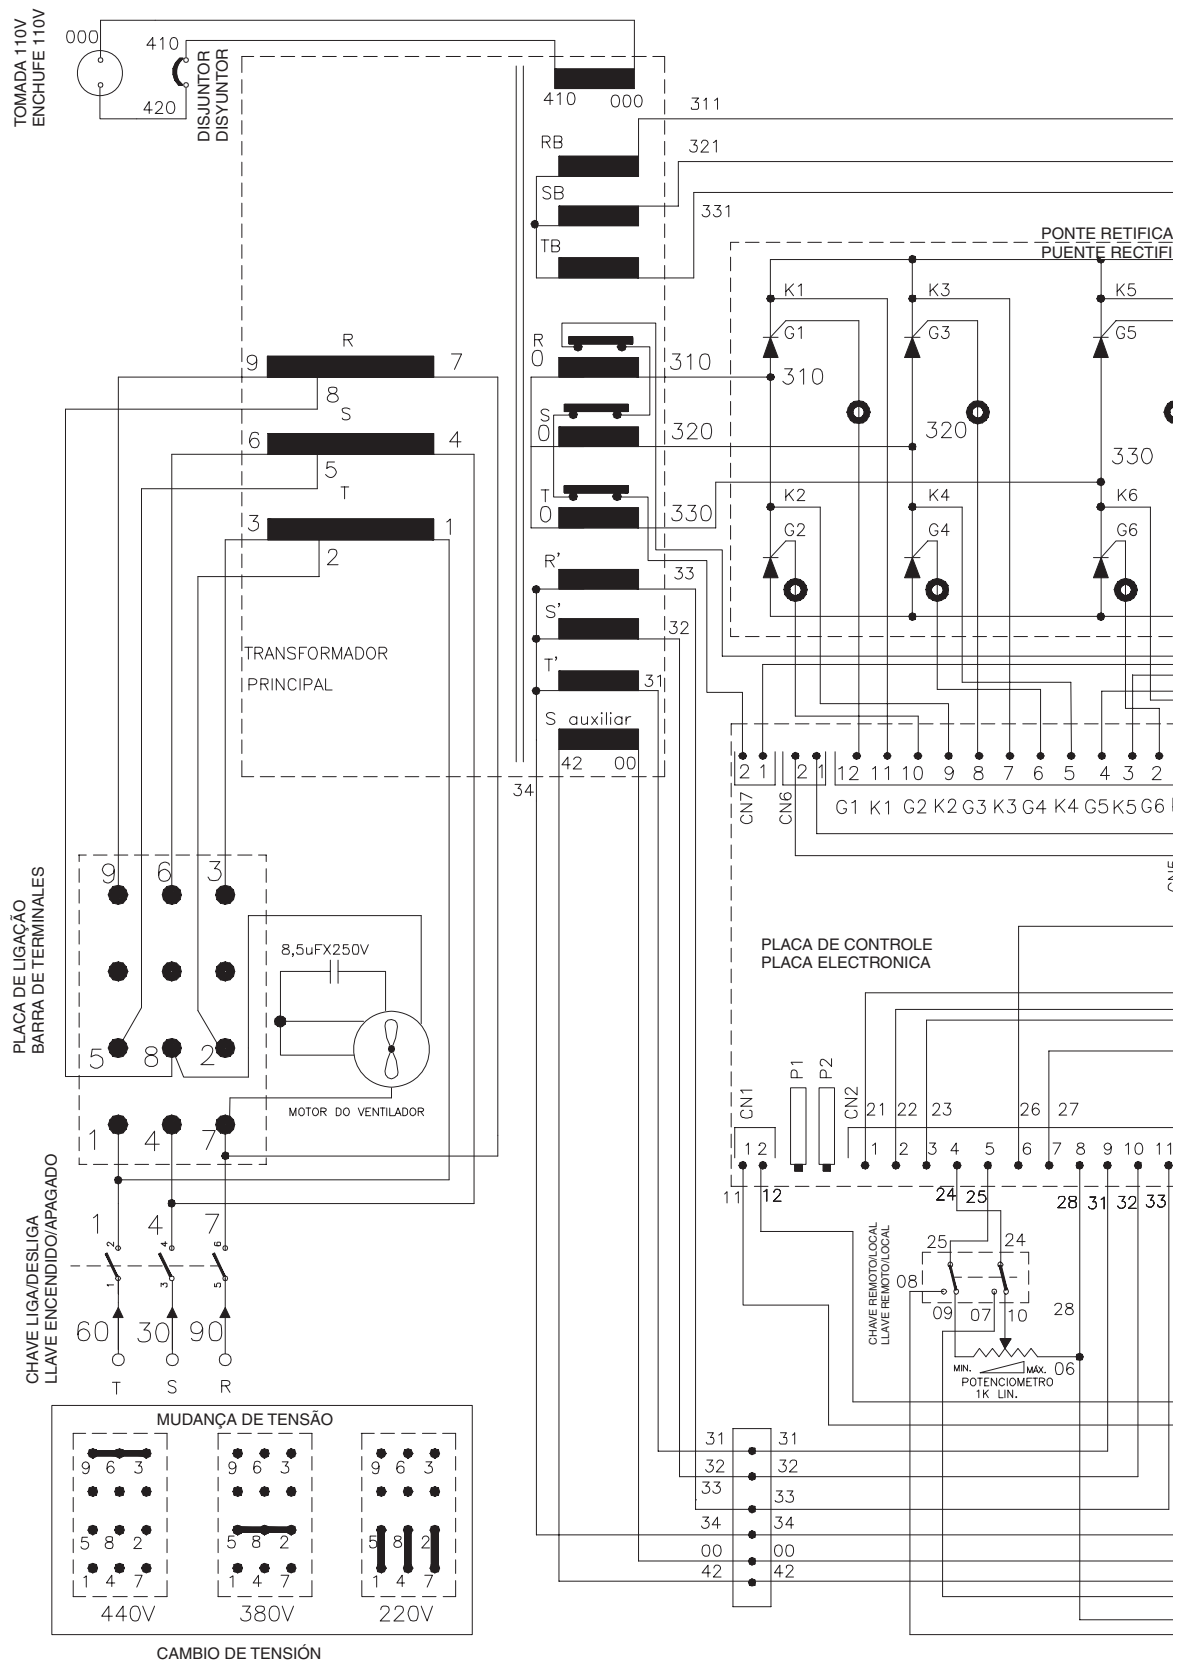 TOMADA 110V
ENCHUFE 110V
000
410
420
DISJUNTOR
DISYUNTOR
410
000
311
RB
321
SB
331
TB
PONTE RETIFICA
PUENTE RECTIFI
K1
K3
K5
G1
G3
G5
R
0
310
310
9
R
7
8
S
S
0
320
320
6
4
5
T
330
T
0
330
K2
K4
K6
G2
G4
G6
3
1
2
R'
33
S'
32
T'
31
TRANSFORMADOR
PRINCIPAL
S auxiliar
42
00
34
2
1
2
1
12
11
10
9
8
7
6
5
4
3
2
CN7
CN6
G1 K1 G2 K2 G3 K3 G4 K4 G5 K5 G6
PLACA DE LIGAÇÃO
BARRA DE TERMINALES
9
6
3
5
8
2
1
4
7
8,5uFX250V
MOTOR DO VENTILADOR
PLACA DE CONTROLE
PLACA ELECTRONICA
CN1
P1
P2
CN2
21
22
23
26
27
1 2
1
2
3
4
5
6
7
8
9
10
11
11
12
24
25
28
31
32
33
CHAVE LIGA/DESLIGA
LLAVE ENCENDIDO/APAGADO
1
4
7
2
4
6
1
3
5
60
30
90
T
S
R
CHAVE REMOTO/LOCAL
LLAVE REMOTO/LOCAL
25
24
08
09
07
10
28
06
MIN.
MÁX.
POTENCIOMETRO
1K LIN.
MUDANÇA DE TENSÃO
9 6 3
5 8 2
1 4 7
440V
9 6 3
5 8 2
1 4 7
380V
9 6 3
5 8 2
1 4 7
220V
CAMBIO DE TENSIÓN
31 31
32 32
33 33
34 34
00 00
42 42